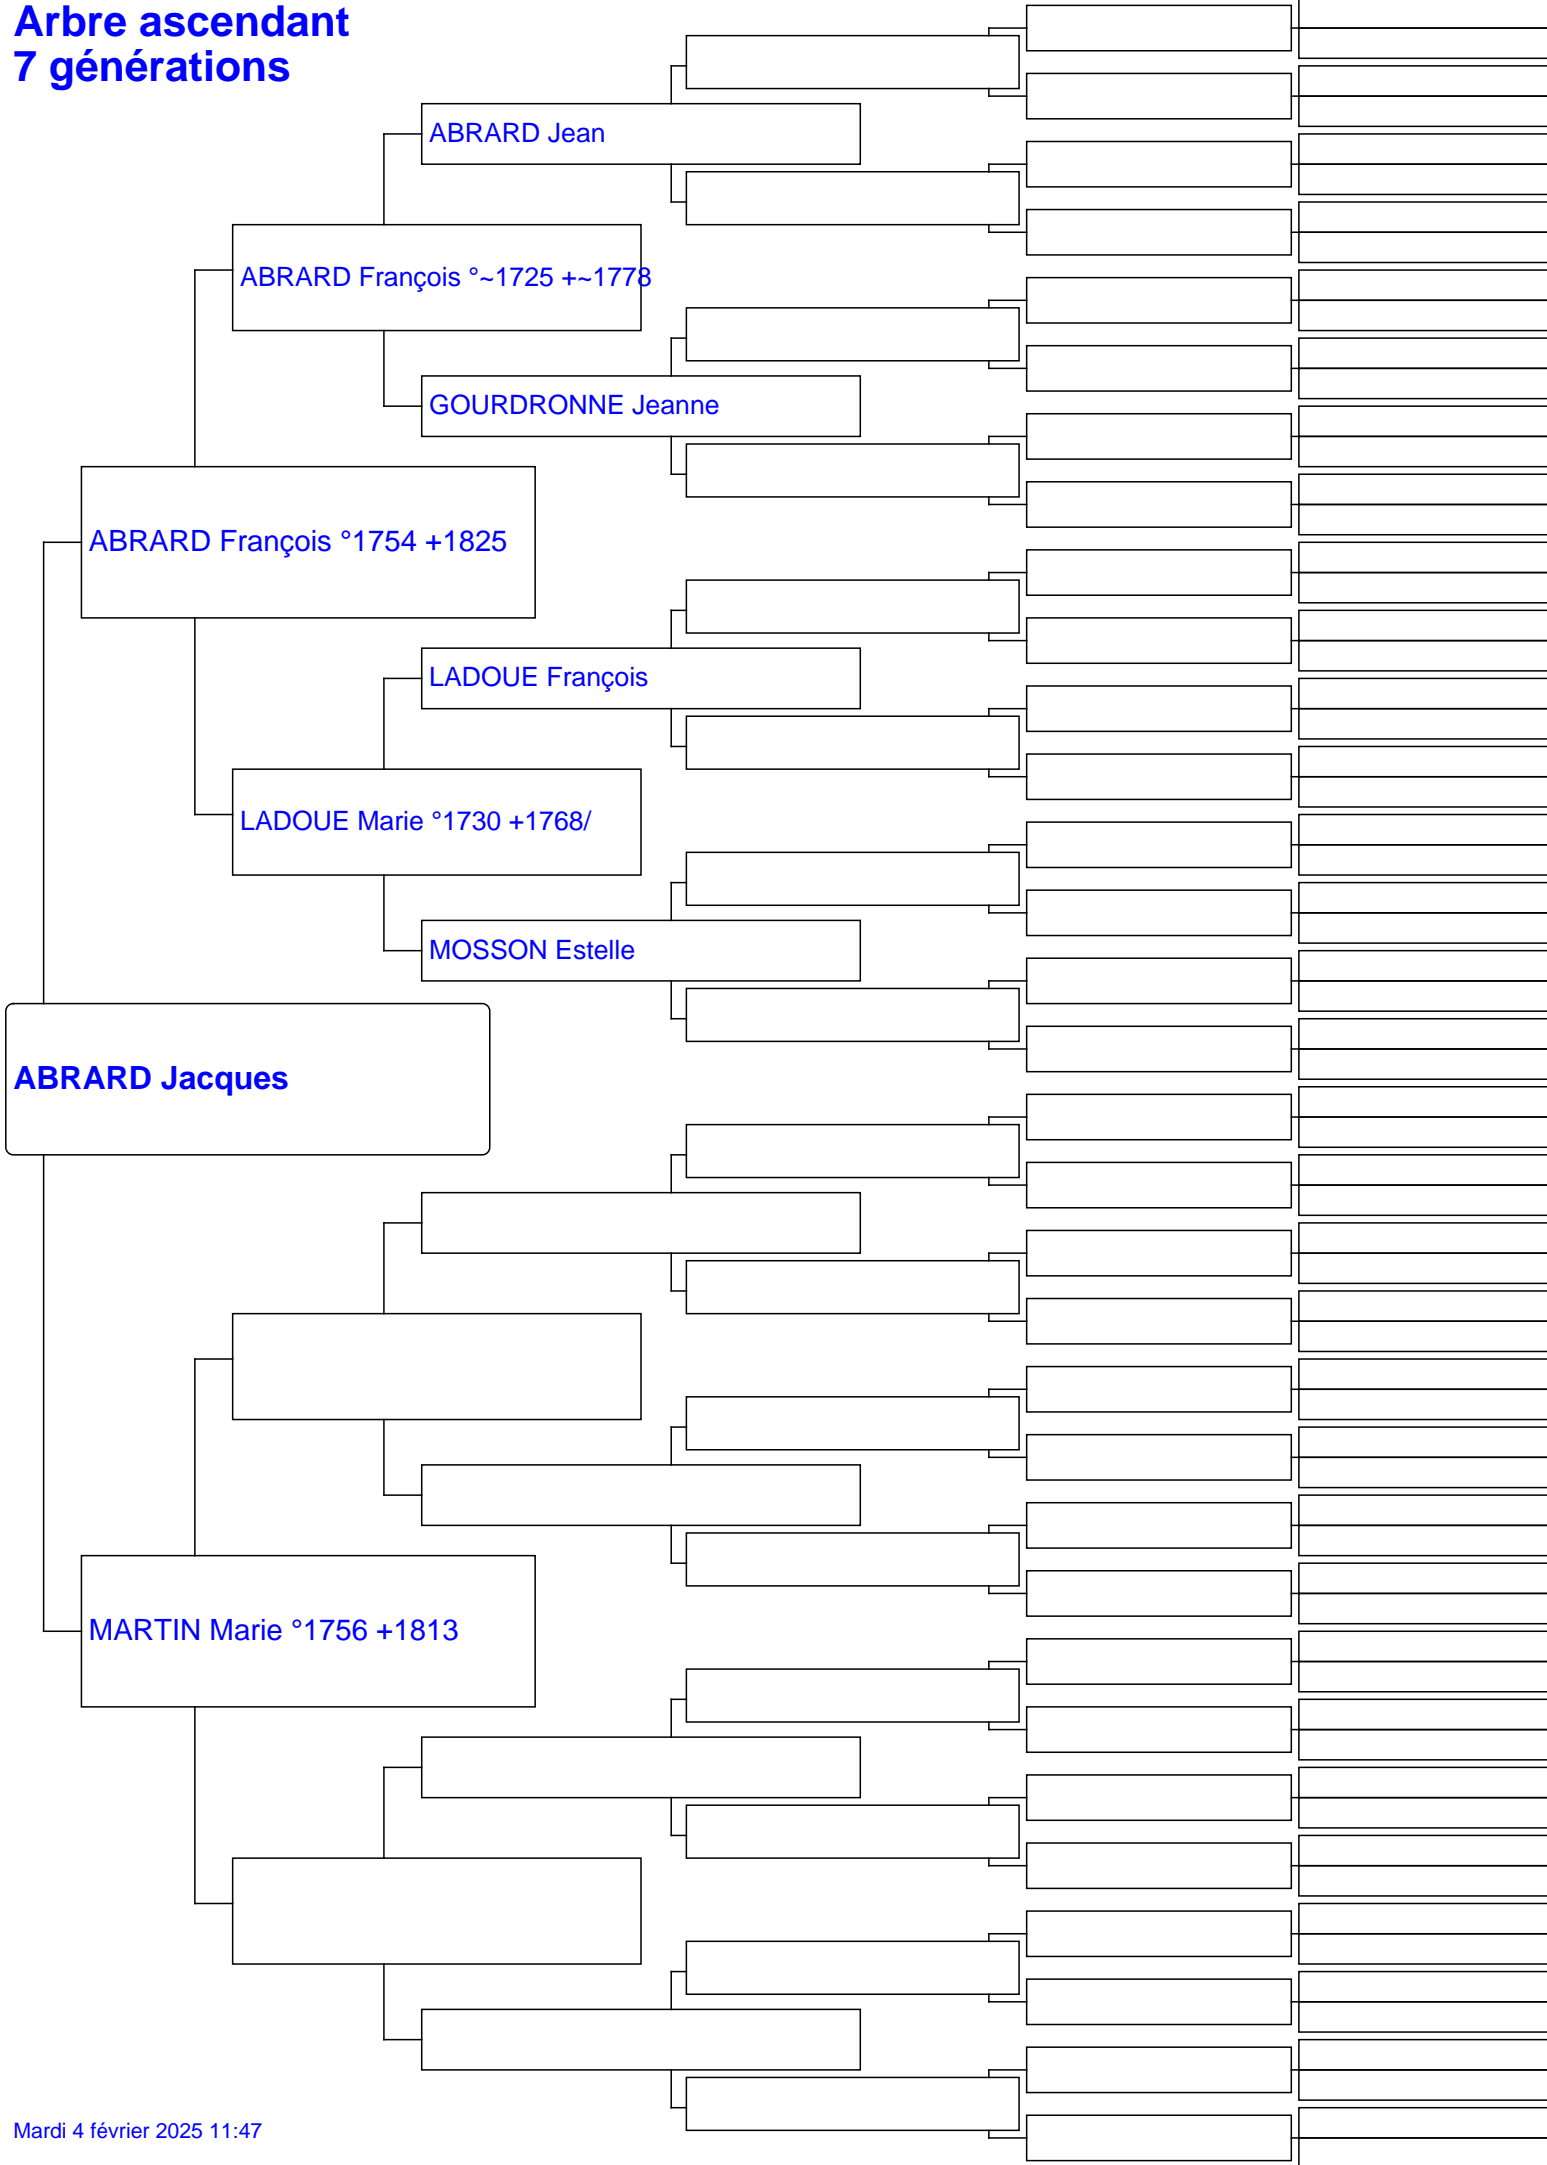 Arbre ascendant
7 générations
ABRARD Jean
ABRARD François °~1725 +~1778
GOURDRONNE Jeanne
ABRARD François °1754 +1825
LADOUE François
LADOUE Marie °1730 +1768/
MOSSON Estelle
ABRARD Jacques
MARTIN Marie °1756 +1813
Mardi 4 février 2025 11:47